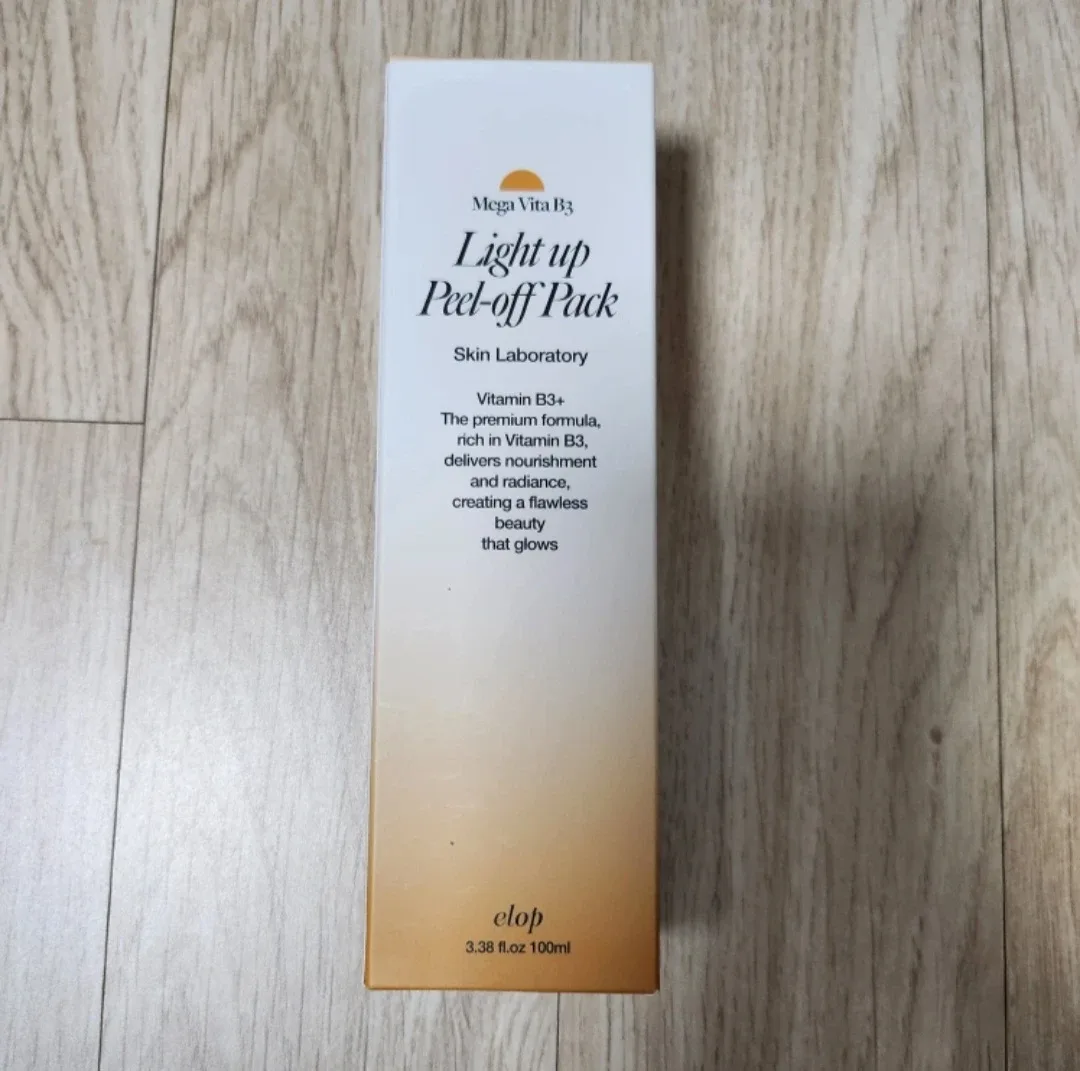 Mega Vita B3
Light up
Peel-off Pack
Skin Laboratory
Vitamin B3+
The premium formula,
rich in Vitamin B3,
delivers nourishment
and radiance,
creating a flawless
beauty
that glows
elop
3.38 fl.oz 100ml